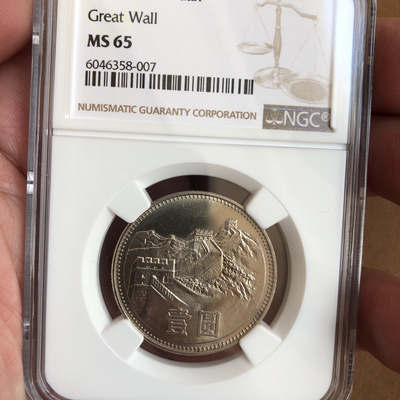 Great Wall
MS 65
6046358-007
NUMISMATIC GUARANTY CORPORATION
NGC®
壹圓